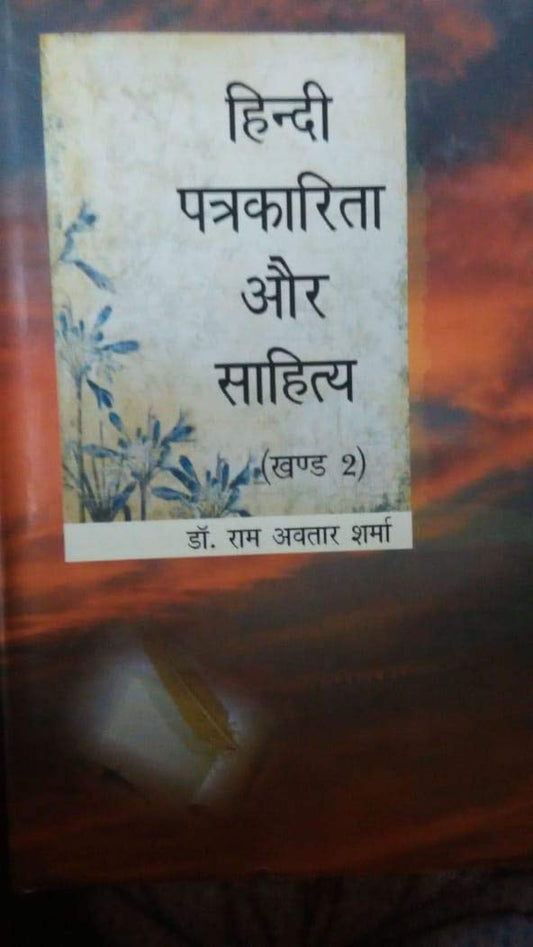 हिन्दी
पत्रकारिता
और
साहित्य
(खण्ड 2)
डॉ. राम अवतार शर्मा